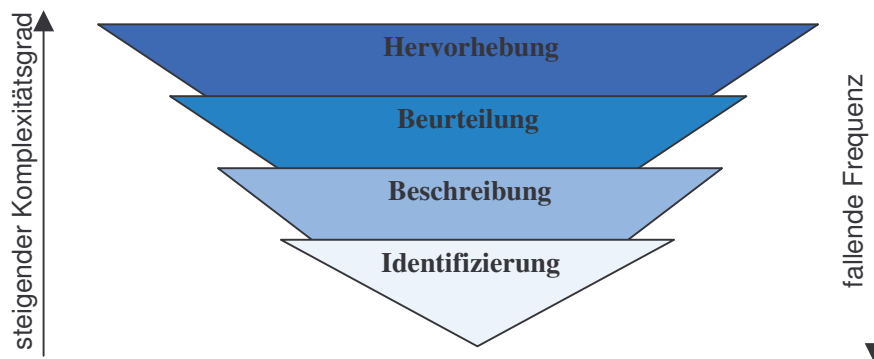 steigender Komplexitätsgrad
Hervorhebung
Beurteilung
Beschreibung
Identifizierung
fallende Frequenz